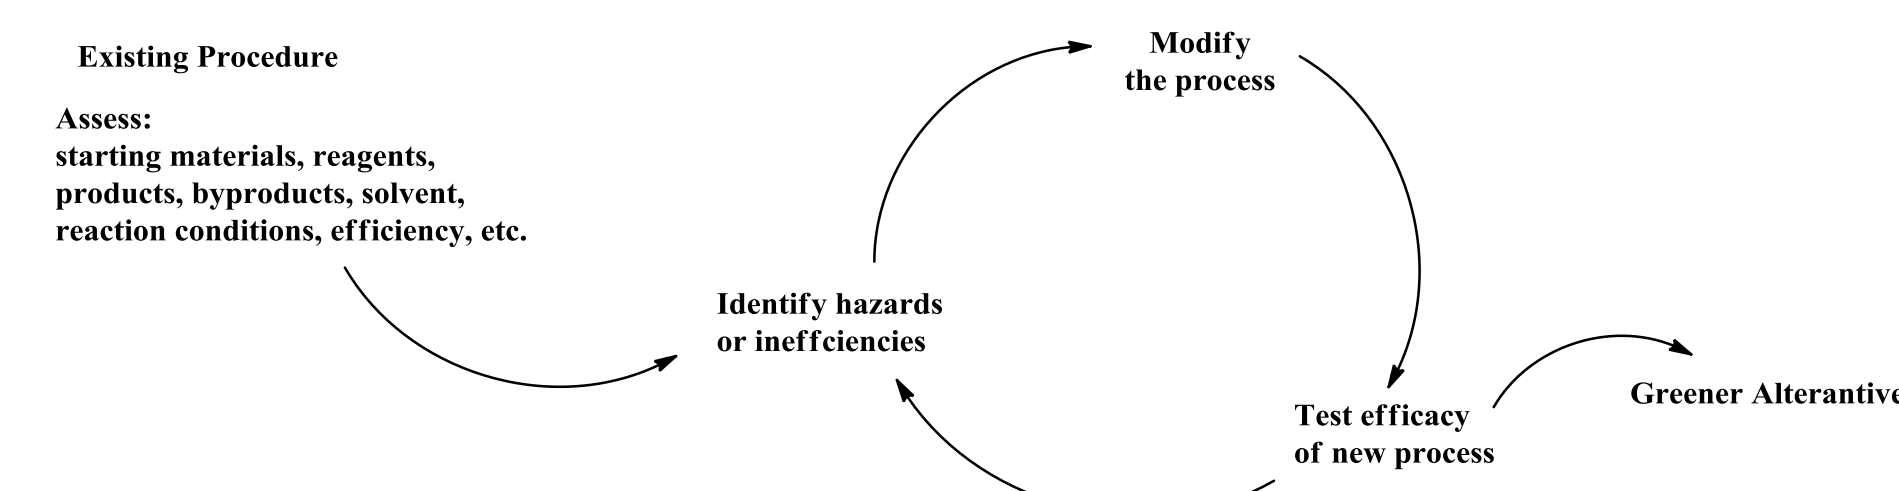 Existing Procedure
Assess:
starting materials, reagents,
products, byproducts, solvent,
reaction conditions, efficiency, etc.
Identify hazards
or ineffciencies
Modify
the process
Test efficacy
of new process
Greener Alterantive